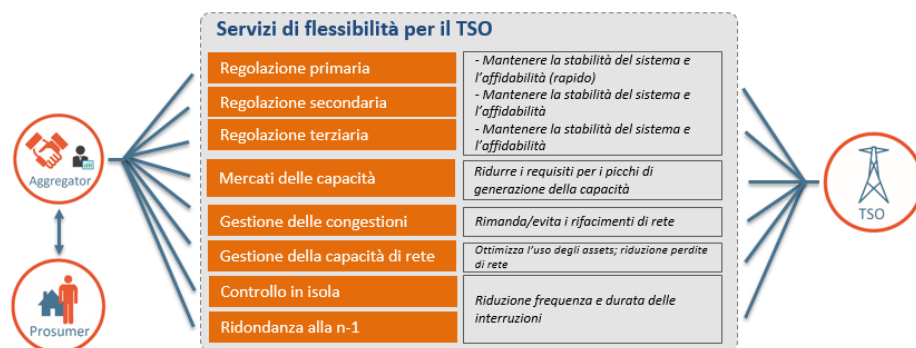 Servizi di flessibilità per il TSO
Regolazione primaria
- Mantenere la stabilità del sistema e
l'affidabilità (rapido)
Regolazione secondaria
- Mantenere la stabilità del sistema e
l'affidabilità
Regolazione terziaria
- Mantenere la stabilità del sistema e
l'affidabilità
Mercati delle capacità
Ridurre i requisiti per i picchi di
generazione della capacità
Gestione delle congestioni
Rimanda/evita i rifacimenti di rete
Gestione della capacità di rete
Ottimizza l'uso degli assets; riduzione perdite
di rete
Controllo in isola
Ridondanza alla n-1
Riduzione frequenza e durata delle
interruzioni
Aggregator
Prosumer
TSO